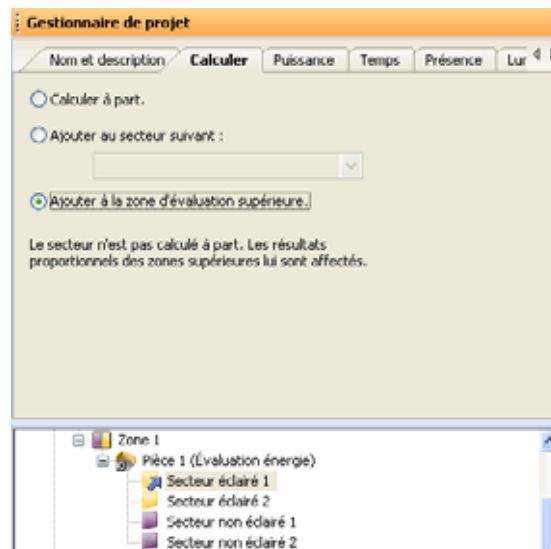 Gestionnaire de projet
Nom et description Calculer Puissance Temps Présence Lur
Calculer à part.
Ajouter au secteur suivant :
Ajouter à la zone d'évaluation supérieure.
Le secteur n'est pas calculé à part. Les résultats
proportionnels des zones supérieures lui sont affectés.
Zone 1
Pièce 1 (Évaluation énergie)
Secteur éclairé 1
Secteur éclairé 2
Secteur non éclairé 1
Secteur non éclairé 2